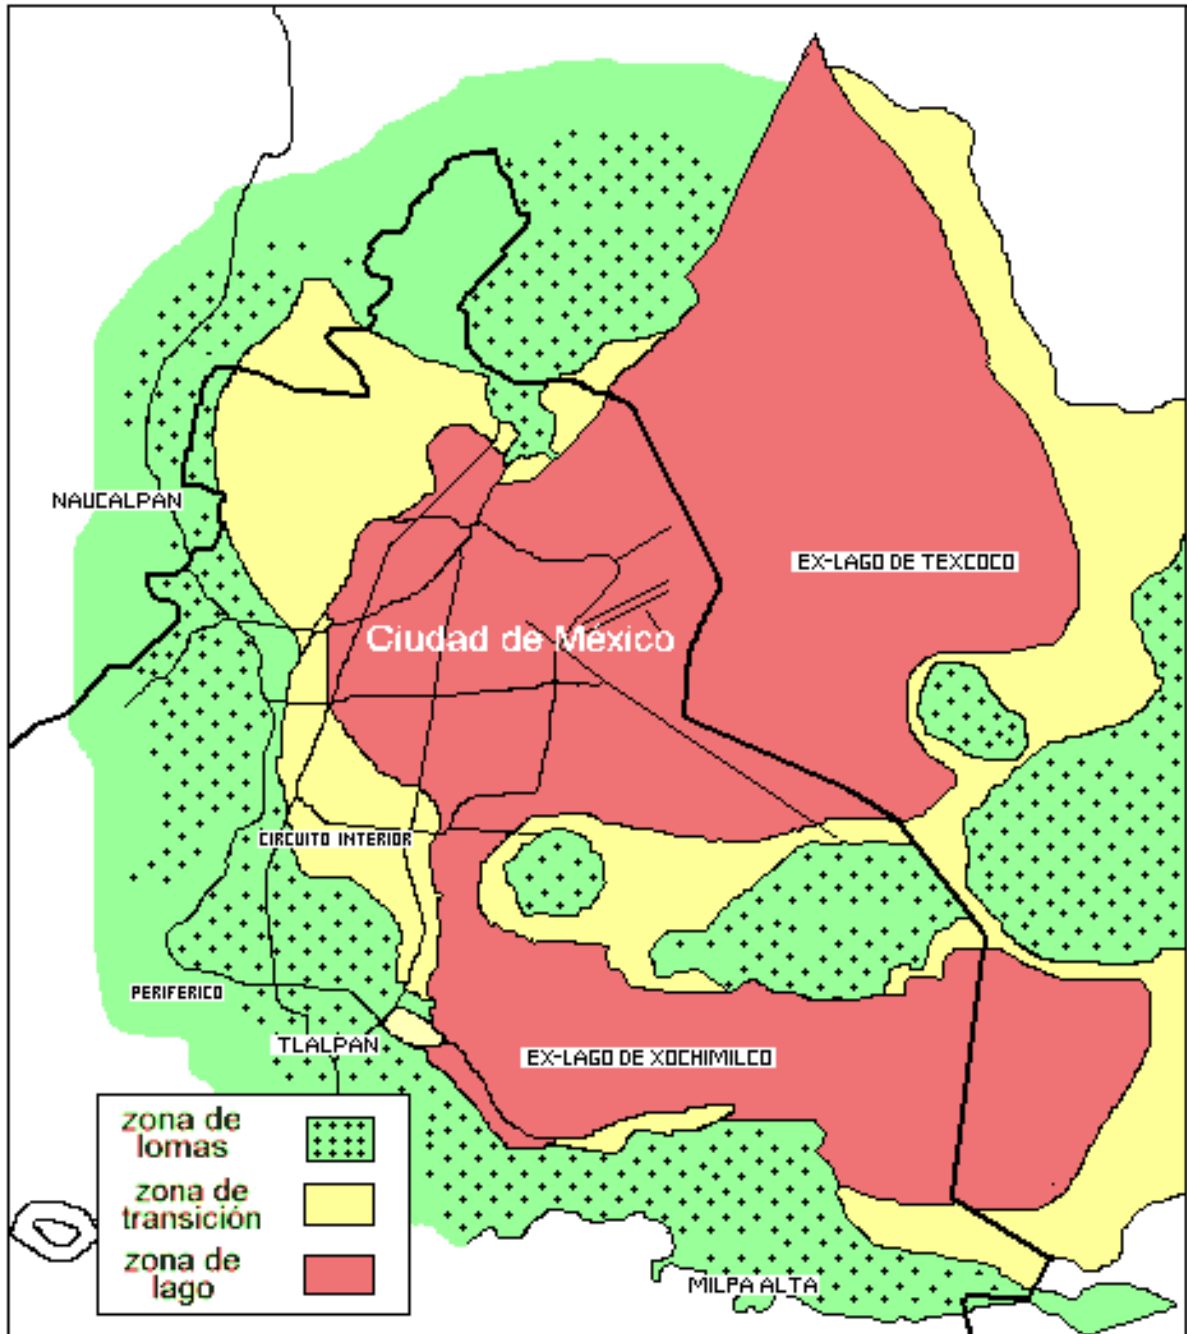 NAUCALPAN
EX-LAGO DE TEXCOCO
Ciudad de México
CIRCUITO INTERIOR
PERIFERICO
TLALPAN
EX-LAGO DE XOCHIMILCO
zona de
lomas
zona de
transición
zona de
lago
MILPA ALTA